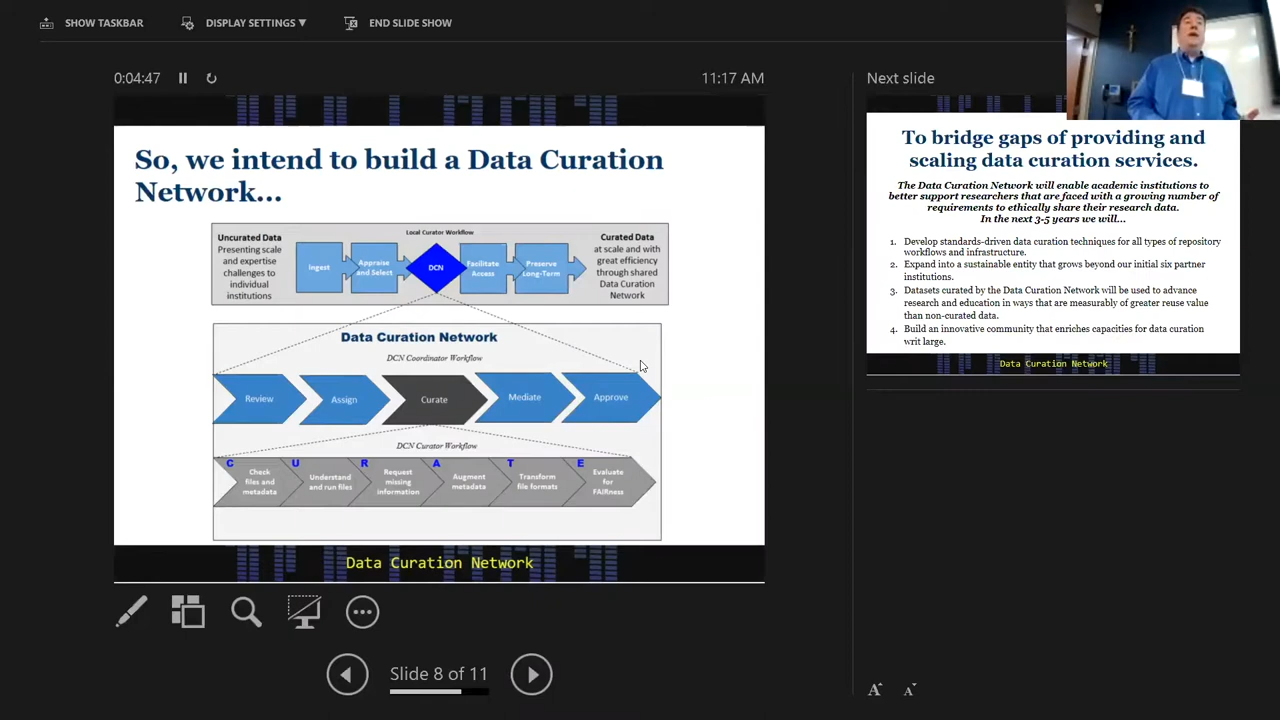 SHOW TASKBAR
DISPLAY SETTINGS ▼
END SLIDE SHOW
0:04:47
11:17 AM
So, we intend to build a Data Curation
Network...
Local Curator Workflow
Uncurated Data
Presenting scale
and expertise
challenges to
individual
institutions
Ingest
Appraise
and Select
DCN
Facilitate
Access
Preserve
Long-Term
Curated Data
at scale and with
great efficiency
through shared
Data Curation
Network
Data Curation Network
DCN Coordinator Workflow
Review
Assign
Curate
Mediate
Approve
DCN Curator Workflow
C
Check
files and
metadata
U
Understand
and run files
R
Request
missing
information
A
Augment
metadata
T
Transform
file formats
E
Evaluate
for
FAIRness
Data Curation Network
Slide 8 of 11
Next slide
To bridge gaps of providing and
scaling data curation services.
The Data Curation Network will enable academic institutions to
better support researchers that are faced with a growing number of
requirements to ethically share their research data.
In the next 3-5 years we will...
1. Develop standards-driven data curation techniques for all types of repository
workflows and infrastructure.
2. Expand into a sustainable entity that grows beyond our initial six partner
institutions.
3. Datasets curated by the Data Curation Network will be used to advance
research and education in ways that are measurably of greater reuse value
than non-curated data.
4. Build an innovative community that enriches capacities for data curation
writ large.
Data Curation Network
A A